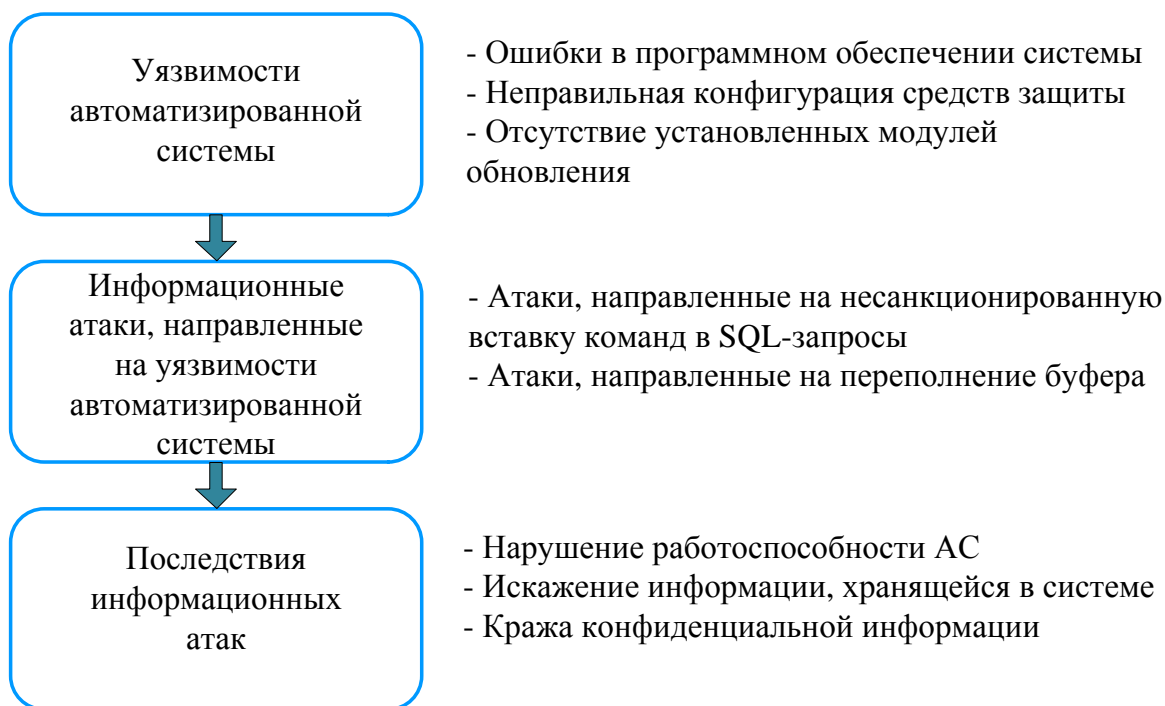 Уязвимости
автоматизированной
системы
- Ошибки в программном обеспечении системы
- Неправильная конфигурация средств защиты
- Отсутствие установленных модулей
обновления
Информационные
атаки, направленные
на уязвимости
автоматизированной
системы
- Атаки, направленные на несанкционированную
вставку команд в SQL-запросы
- Атаки, направленные на переполнение буфера
Последствия
информационных
атак
- Нарушение работоспособности АС
- Искажение информации, хранящейся в системе
- Кража конфиденциальной информации